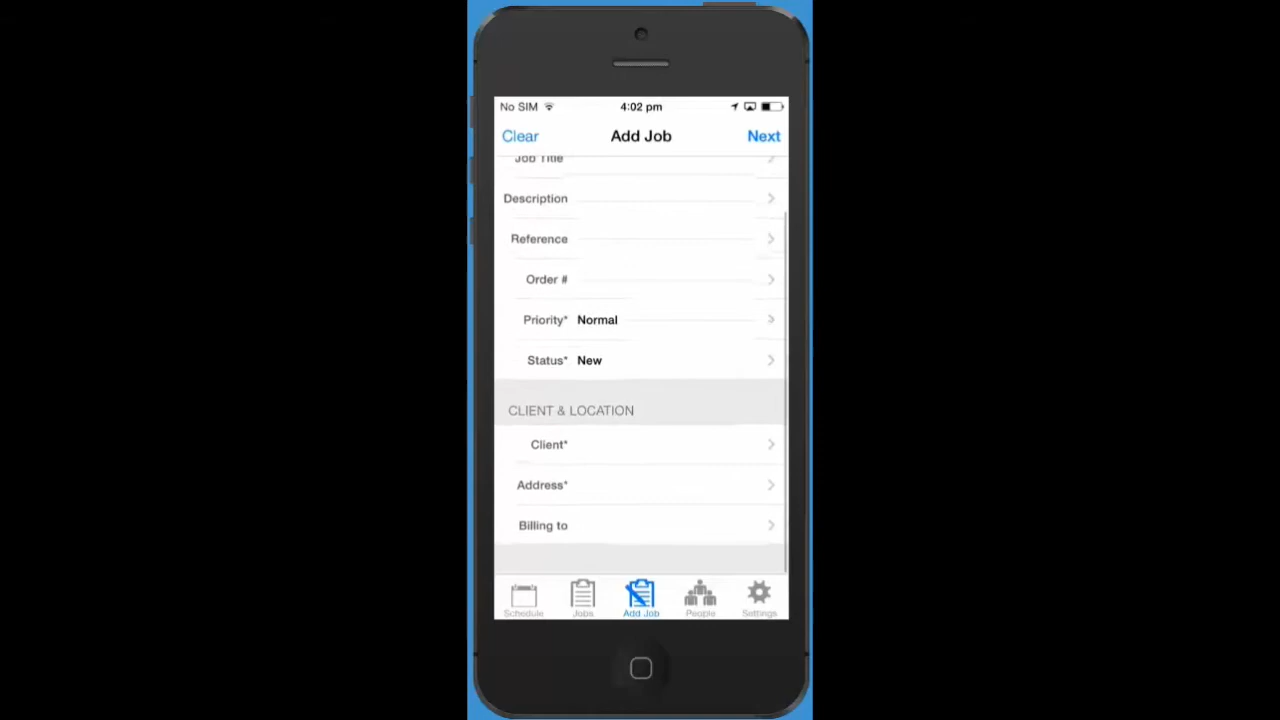 No SIM 4:02 pm
Clear Add Job Next
Job Title
Description
Reference
Order #
Priority* Normal
Status* New
CLIENT & LOCATION
Client*
Address*
Billing to
Schedule Jobs Add Job People Settings